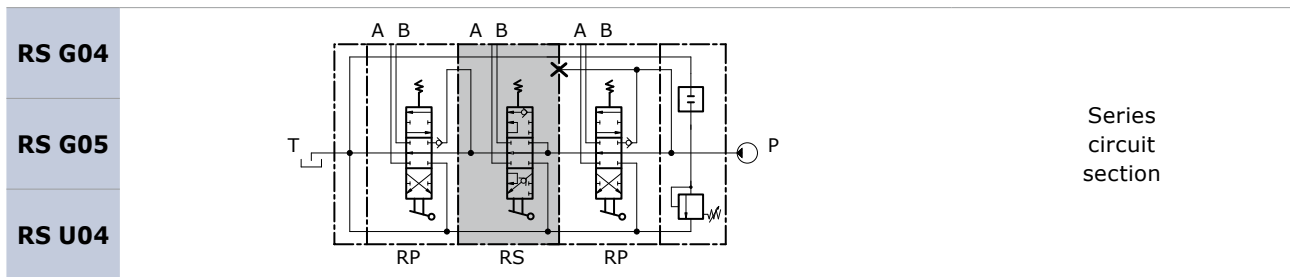 RS G04
RS G05
RS U04
A B A B A B
T
P
RP RS RP
Series
circuit
section